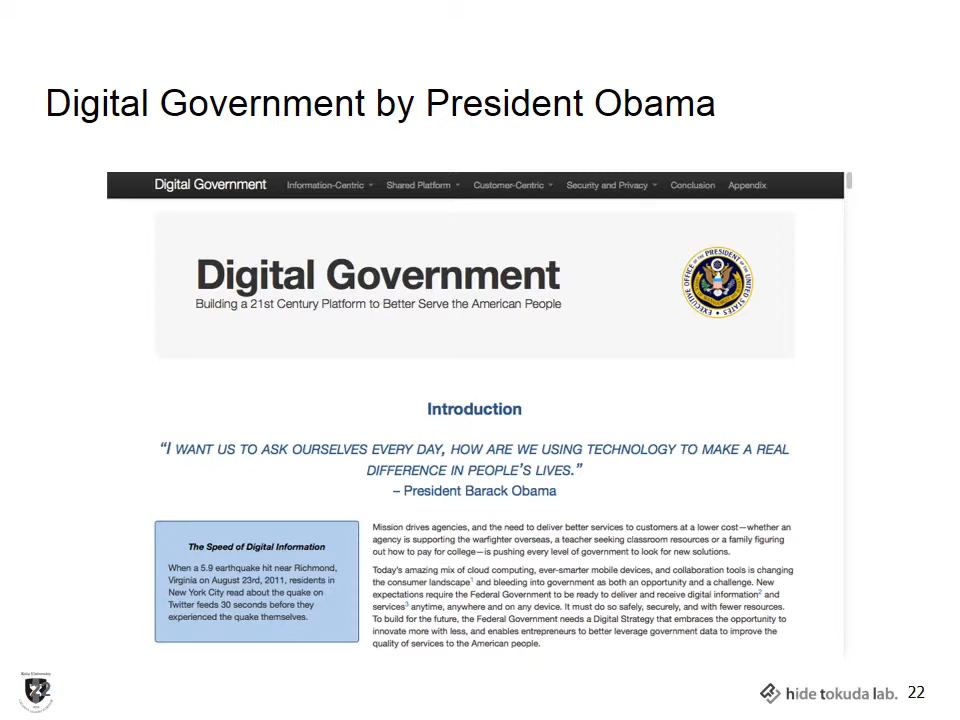 Digital Government by President Obama
Digital Government Information-Centric Shared Platform Customer-Centric Security and Privacy Conclusion Appendix
Digital Government
Building a 21st Century Platform to Better Serve the American People
EXECUTIVE OFFICE OF THE PRESIDENT OF THE UNITED STATES
Introduction
“I WANT US TO ASK OURSELVES EVERY DAY, HOW ARE WE USING TECHNOLOGY TO MAKE A REAL
DIFFERENCE IN PEOPLE’S LIVES.”
– President Barack Obama
The Speed of Digital Information
When a 5.9 earthquake hit near Richmond,
Virginia on August 23rd, 2011, residents in
New York City read about the quake on
Twitter feeds 30 seconds before they
experienced the quake themselves.
Mission drives agencies, and the need to deliver better services to customers at a lower cost—whether an
agency is supporting the warfighter overseas, a teacher seeking classroom resources or a family figuring
out how to pay for college—is pushing every level of government to look for new solutions.
Today’s amazing mix of cloud computing, ever-smarter mobile devices, and collaboration tools is changing
the consumer landscape1 and bleeding into government as both an opportunity and a challenge. New
expectations require the Federal Government to be ready to deliver and receive digital information2 and
services3 anytime, anywhere and on any device. It must do so safely, securely, and with fewer resources.
To build for the future, the Federal Government needs a Digital Strategy that embraces the opportunity to
innovate more with less, and enables entrepreneurs to better leverage government data to improve the
quality of services to the American people.
Keio University
22
hide tokuda lab. 22